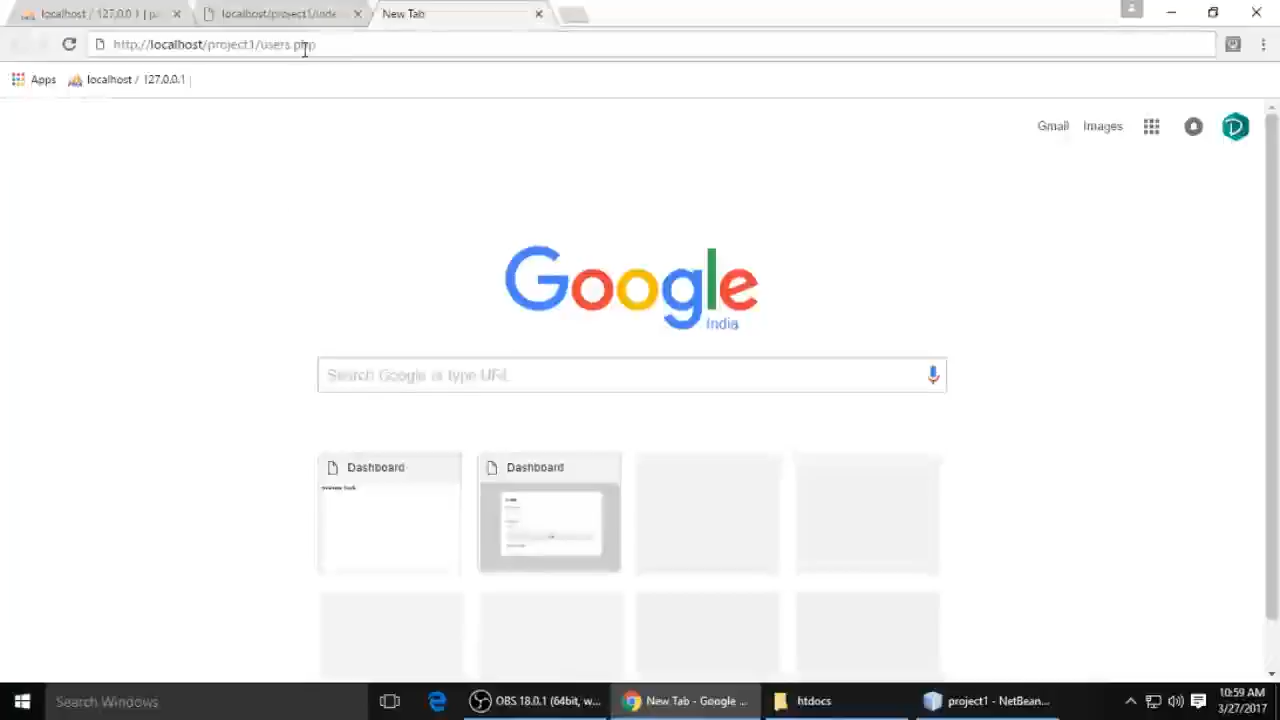 localhost / 127.0.0.1 | pa
localhost/project1/inde
New Tab
http://localhost/project1/users.php
Apps
localhost / 127.0.0.1 |
Gmail
Images
Google
India
Search Google or type URL
Dashboard
Dashboard
Search Windows
OBS 18.0.1 (64bit, w...
New Tab - Google ...
htdocs
project1 - NetBean...
10:59 AM
3/27/2017